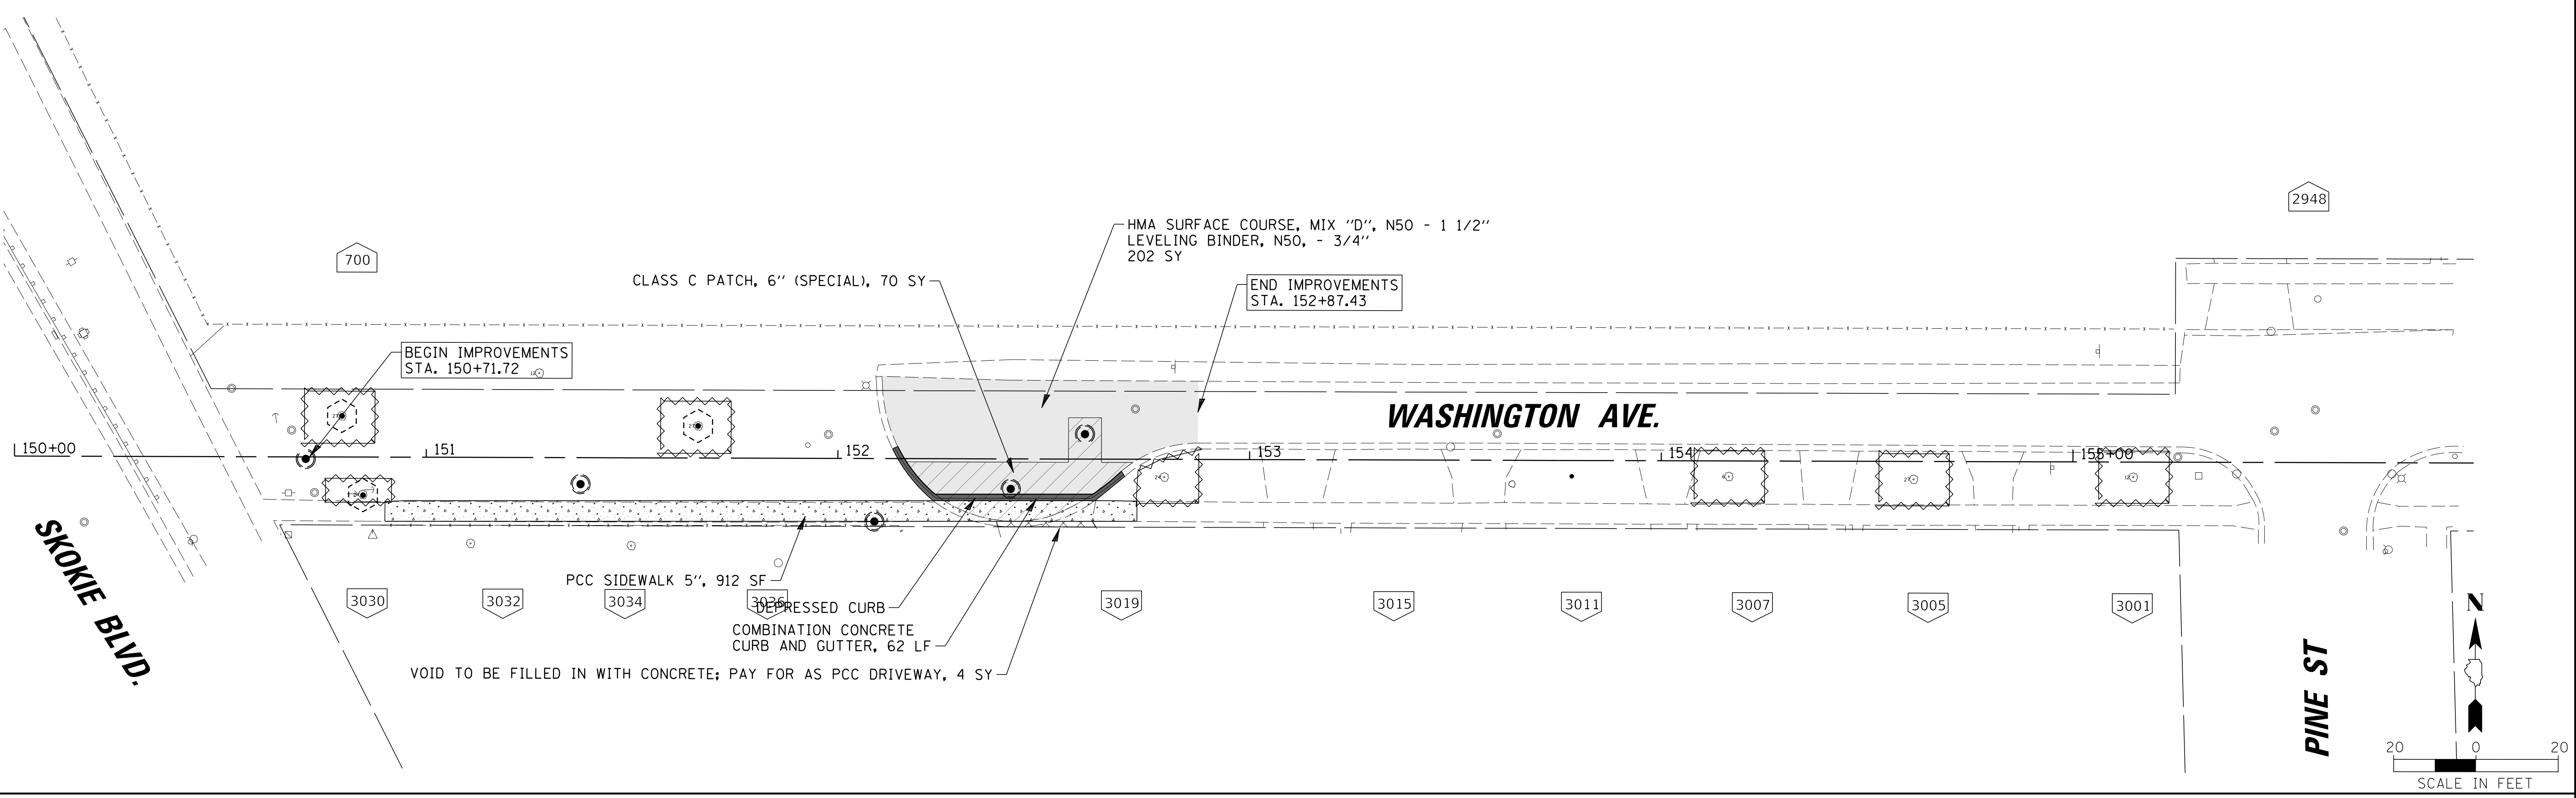 2948
HMA SURFACE COURSE, MIX "D", N50 - 1 1/2"
LEVELING BINDER, N50, - 3/4"
202 SY
700
CLASS C PATCH, 6" (SPECIAL), 70 SY
END IMPROVEMENTS
STA. 152+87.43
BEGIN IMPROVEMENTS
STA. 150+71.72
WASHINGTON AVE.
150+00
151
152
153
154
155+00
SKOKIE BLVD.
PCC SIDEWALK 5", 912 SF
3030
3032
3034
3036
3019
3015
3011
3007
3005
3001
DEPRESSED CURB
COMBINATION CONCRETE
CURB AND GUTTER, 62 LF
VOID TO BE FILLED IN WITH CONCRETE; PAY FOR AS PCC DRIVEWAY, 4 SY
PINE ST
N
20 0 20
SCALE IN FEET